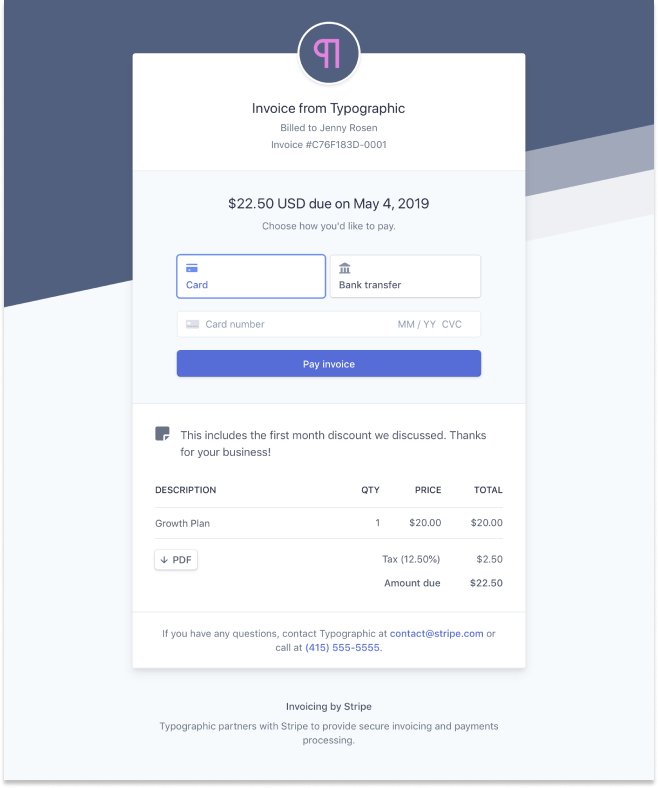 ¶
Invoice from Typographic
Billed to Jenny Rosen
Invoice #C76F183D-0001
$22.50 USD due on May 4, 2019
Choose how you'd like to pay.
Card
Bank transfer
Card number MM / YY CVC
Pay invoice
This includes the first month discount we discussed. Thanks
for your business!
DESCRIPTION QTY PRICE TOTAL
Growth Plan 1 $20.00 $20.00
PDF Tax (12.50%) $2.50
Amount due $22.50
If you have any questions, contact Typographic at contact@stripe.com or
call at (415) 555-5555.
Invoicing by Stripe
Typographic partners with Stripe to provide secure invoicing and payments
processing.